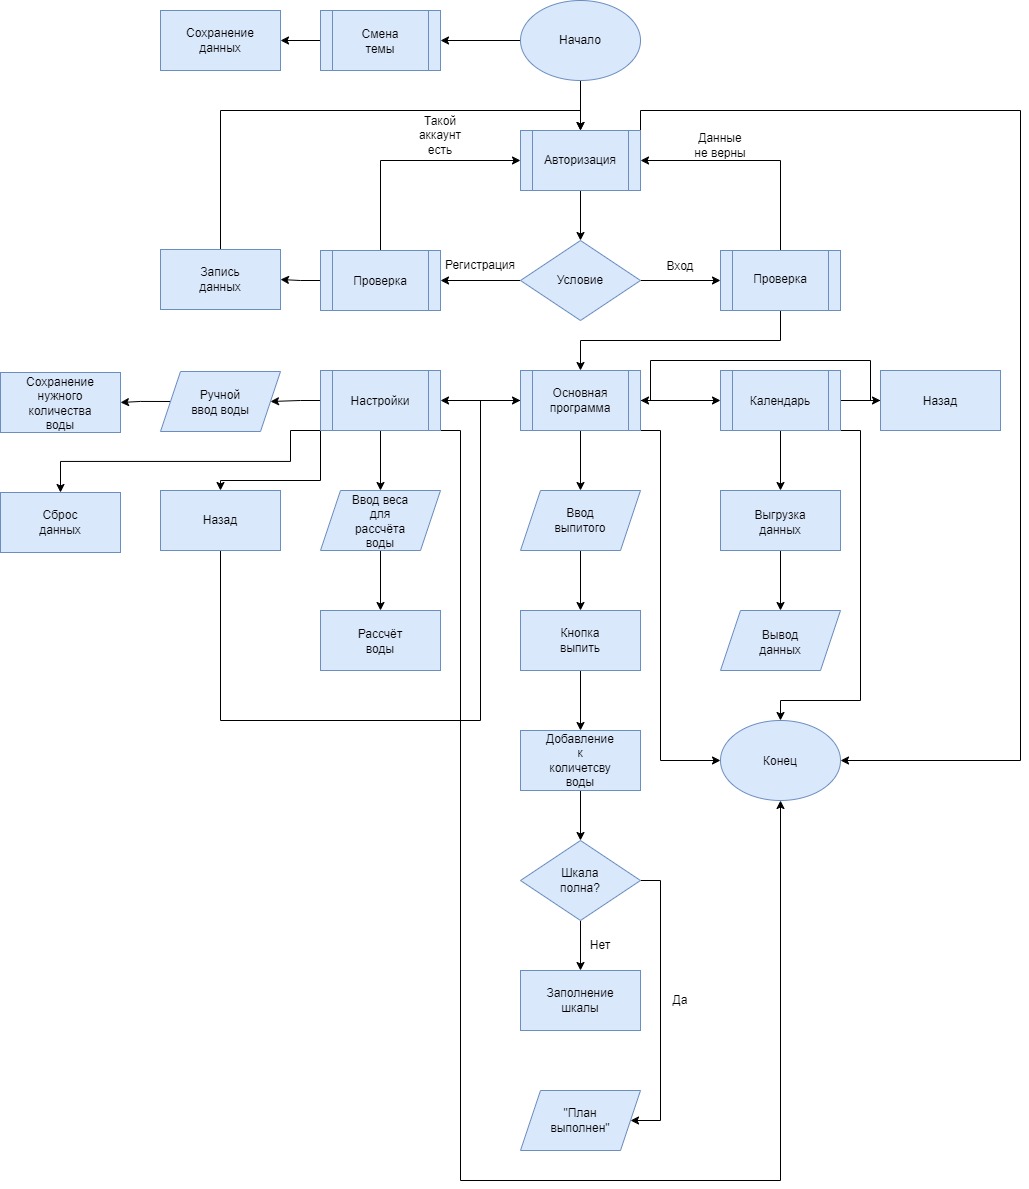 Сохранение
данных
Смена
темы
Начало
Такой
аккаунт
есть
Авторизация
Данные
не верны
Запись
данных
Проверка
Регистрация
Условие
Вход
Проверка
Сохранение
нужного
количества
воды
Ручной
ввод воды
Настройки
Основная
программа
Календарь
Назад
Сброс
данных
Назад
Ввод веса
для
рассчёта
воды
Ввод
выпитого
Выгрузка
данных
Рассчёт
воды
Кнопка
выпить
Вывод
данных
Добавление
к
количетсву
воды
Конец
Шкала
полна?
Нет
Заполнение
шкалы
Да
"План
выполнен"